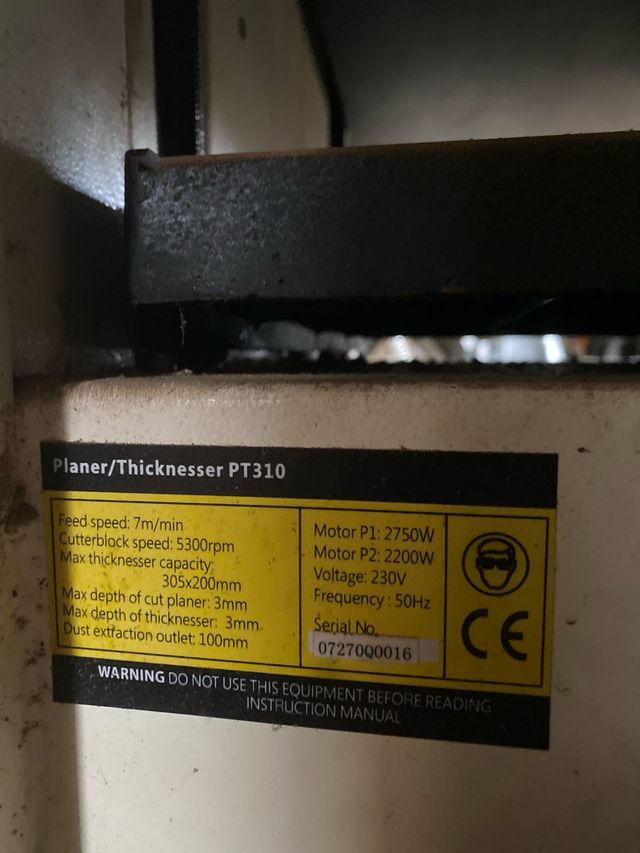 Planer/Thicknesser PT310
Feed speed: 7m/min
Cutterblock speed: 5300rpm
Max thicknesser capacity:
305x200mm
Max depth of cut planer: 3mm
Max depth of thicknesser: 3mm
Dust extraction outlet: 100mm
Motor P1: 2750W
Motor P2: 2200W
Voltage: 230V
Frequency : 50Hz
Serial No.
07270Q0016
CE
WARNING DO NOT USE THIS EQUIPMENT BEFORE READING
INSTRUCTION MANUAL